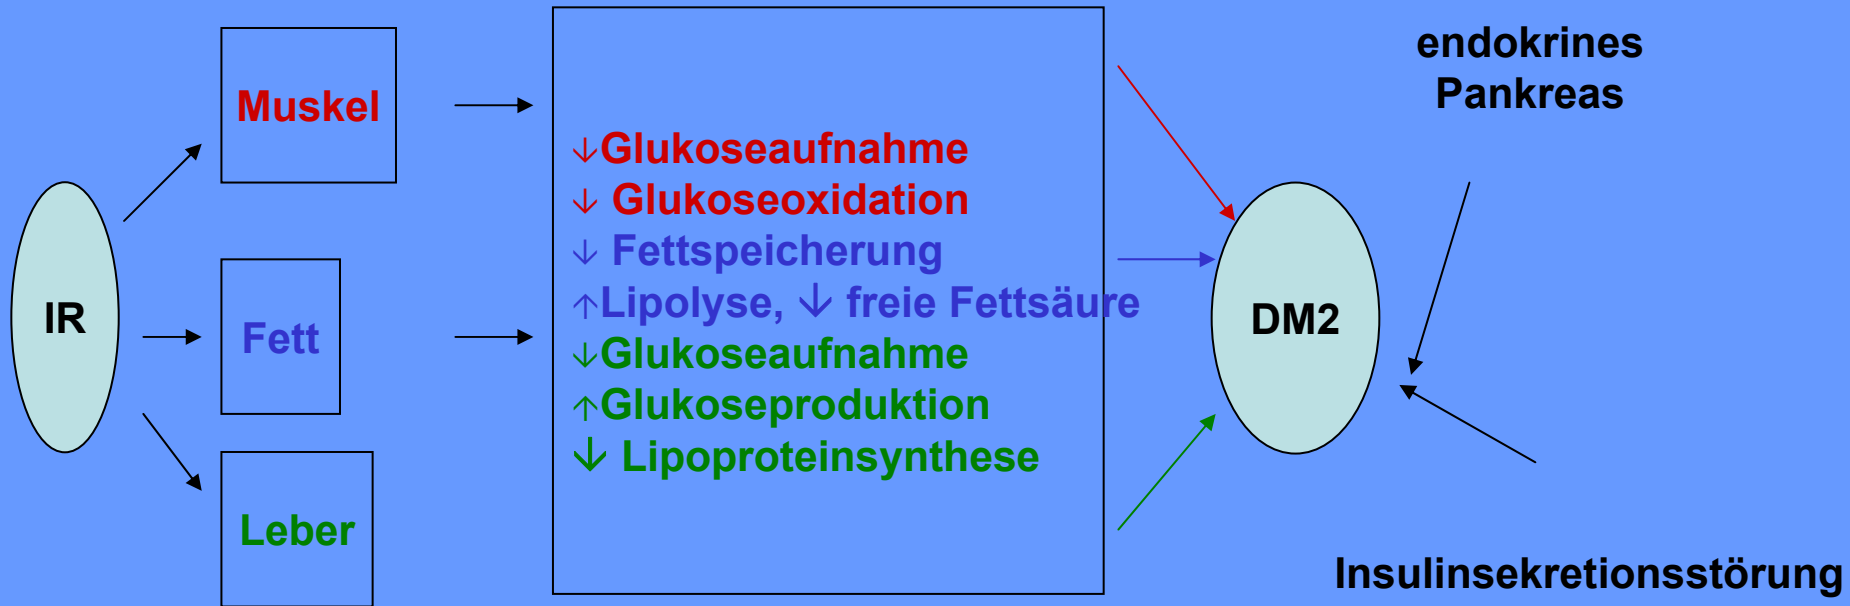 IR
Muskel
Fett
Leber
↓Glukoseaufnahme
↓ Glukoseoxidation
↓ Fettspeicherung
↑Lipolyse, ↓ freie Fettsäure
↓Glukoseaufnahme
↑Glukoseproduktion
↓ Lipoproteinsynthese
DM2
endokrines
Pankreas
Insulinsekretionsstörung